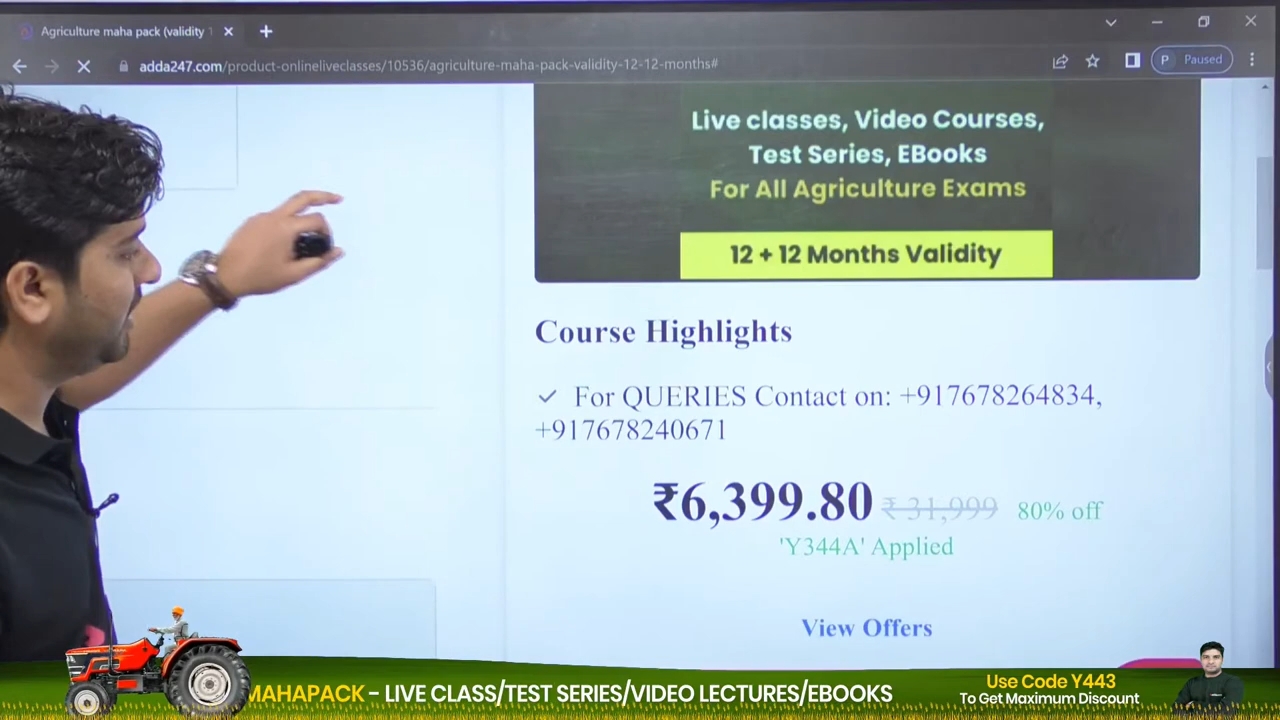 Agriculture maha pack (validity 1
adda247.com/product-onlineliveclasses/10536/agriculture-maha-pack-validity-12-12-months#
P Paused
Live classes, Video Courses,
Test Series, EBooks
For All Agriculture Exams
12 + 12 Months Validity
Course Highlights
✓ For QUERIES Contact on: +917678264834,
+917678240671
₹6,399.80 ₹ 31,999 80% off
'Y344A' Applied
View Offers
MAHAPACK - LIVE CLASS/TEST SERIES/VIDEO LECTURES/EBOOKS
Use Code Y443
To Get Maximum Discount